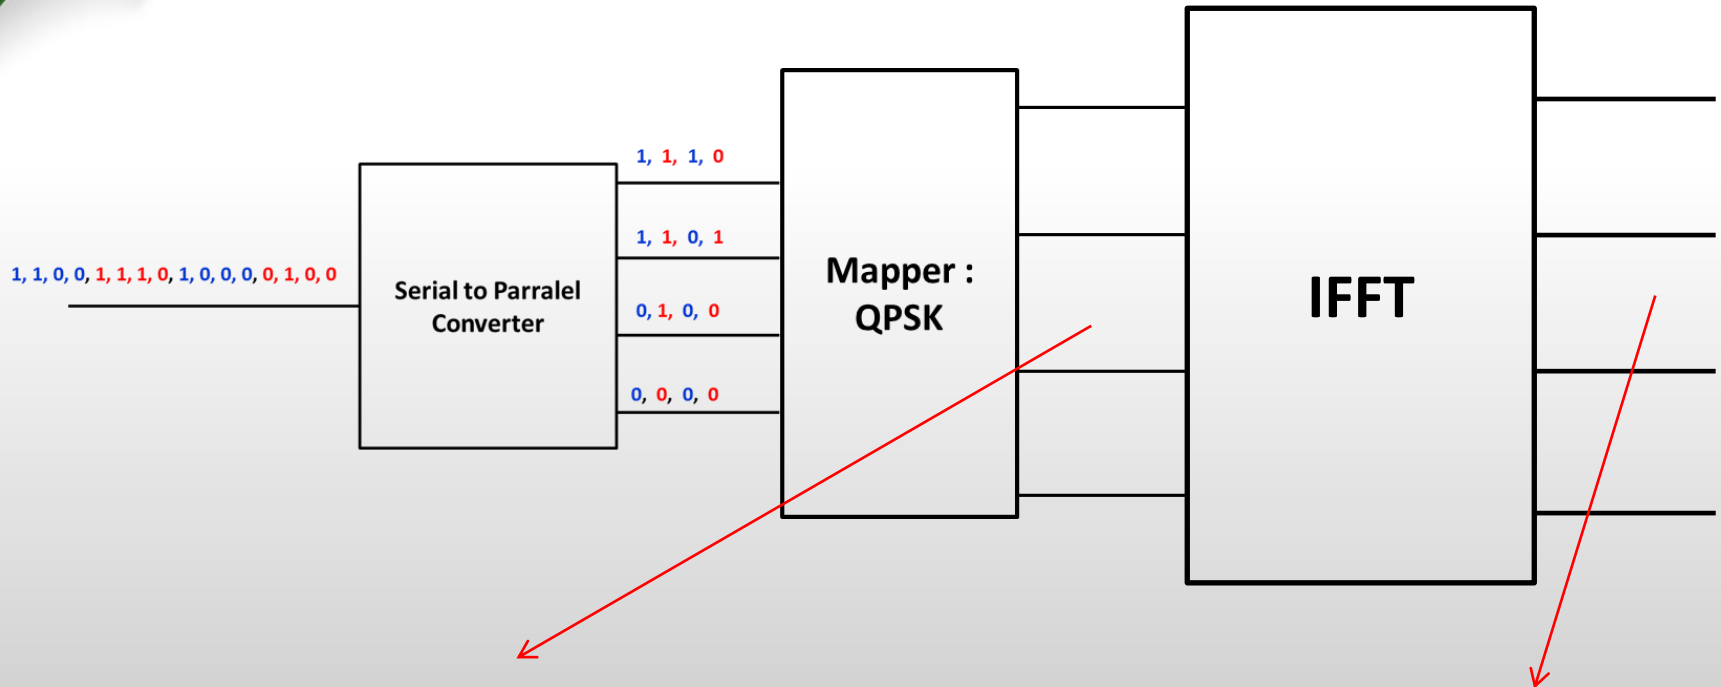 1, 1, 0, 0, 1, 1, 1, 0, 1, 0, 0, 0, 0, 1, 0, 0
Serial to Parralel
Converter
1, 1, 1, 0
1, 1, 0, 1
0, 1, 0, 0
0, 0, 0, 0
Mapper :
QPSK
IFFT